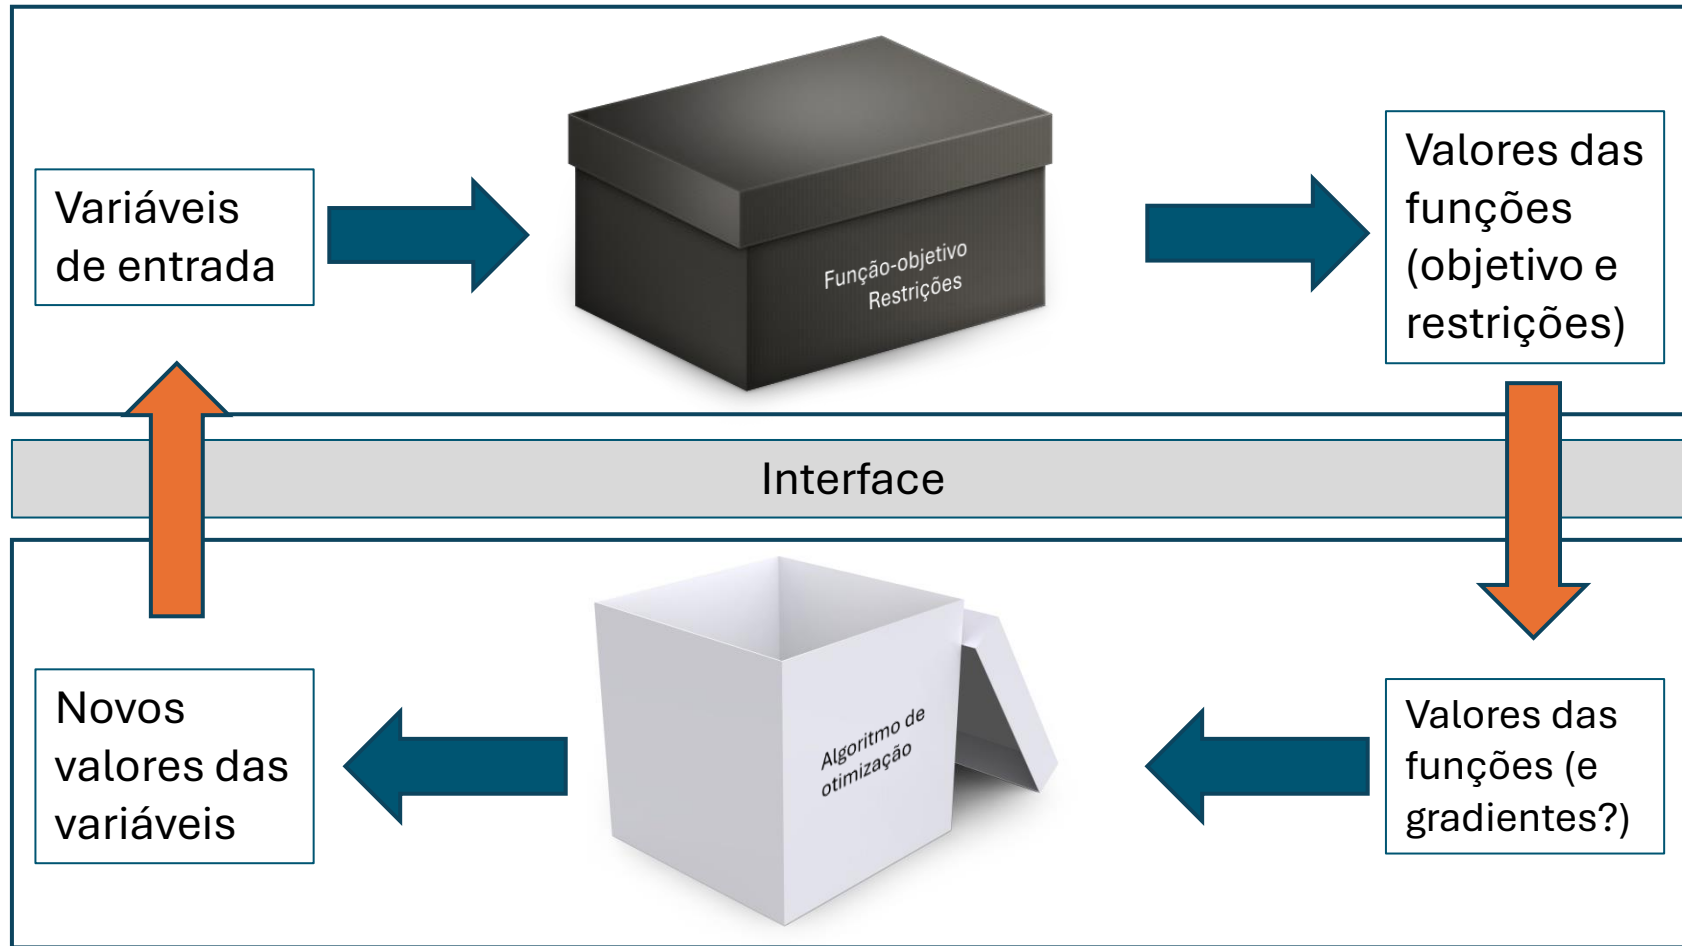 Variáveis
de entrada
Função-objetivo
Restrições
Valores das
funções
(objetivo e
restrições)
Interface
Novos
valores das
variáveis
Algoritmo de
otimização
Valores das
funções (e
gradientes?)